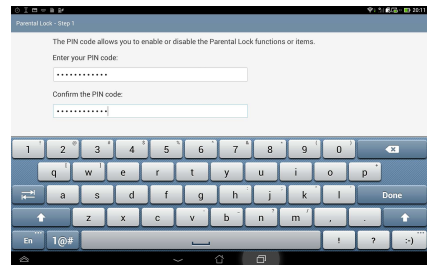 20:11
Parental Lock - Step 1
The PIN code allows you to enable or disable the Parental Lock functions or items.
Enter your PIN code:
••••••••••••
Confirm the PIN code:
••••••••••••
1 2 3 4 5 6 7 8 9 0
q w e r t y u i o p
a s d f g h j k l Done
z x c v b n m , .
En 1@# ! ? :-)